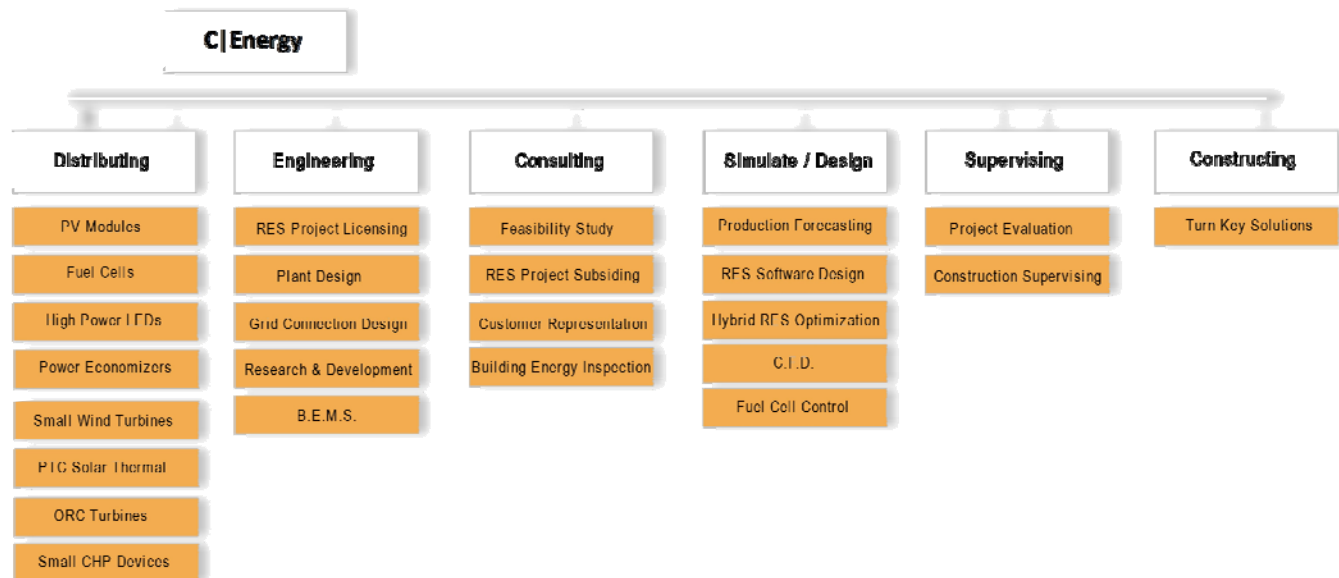 C|Energy
Distributing
PV Modules
Fuel Cells
High Power LEDs
Power Economizers
Small Wind Turbines
PTC Solar Thermal
ORC Turbines
Small CHP Devices
Engineering
RES Project Licensing
Plant Design
Grid Connection Design
Research & Development
B.E.M.S.
Consulting
Feasibility Study
RES Project Subsiding
Customer Representation
Building Energy Inspection
Simulate / Design
Production Forecasting
RES Software Design
Hybrid RES Optimization
C.F.D.
Fuel Cell Control
Supervising
Project Evaluation
Construction Supervising
Constructing
Turn Key Solutions